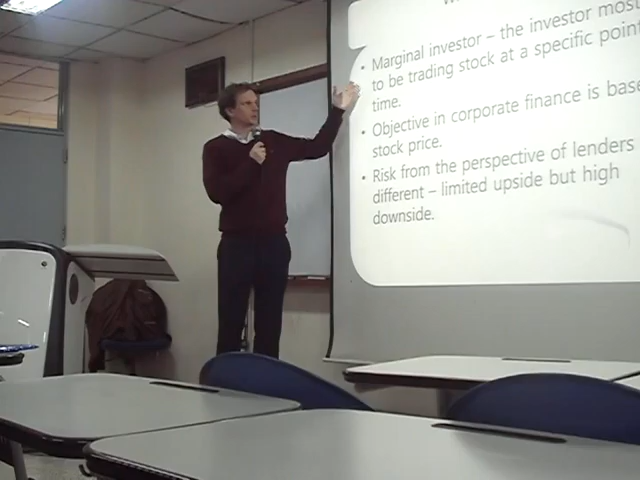 Marginal investor – the investor most
to be trading stock at a specific point
time.
Objective in corporate finance is
stock price.
Risk from the perspective of lenders
different – limited upside but high
downside.